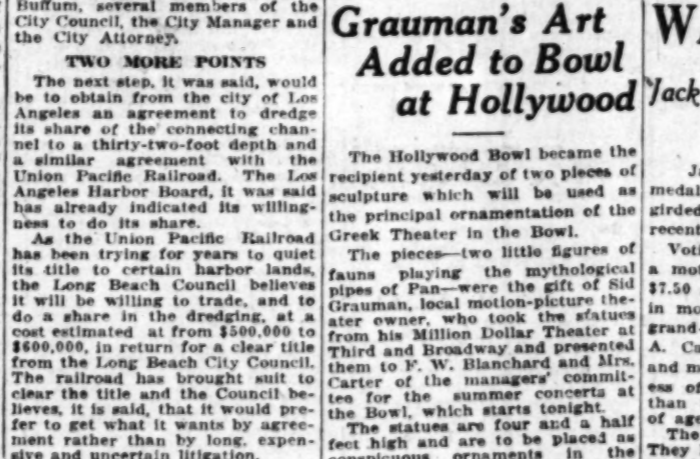 Buffum, several members of the
City Council, the City Manager and
the City Attorney.
TWO MORE POINTS
The next step, it was said, would
be to obtain from the city of Los
Angeles an agreement to dredge
its share of the connecting chan-
nel to a thirty-two-foot depth and
a similar agreement with the
Union Pacific Railroad. The Los
Angeles Harbor Board, it was said
has already indicated its willing-
ness to do its share.
As the Union Pacific Railroad
has been trying for years to quiet
its title to certain harbor lands,
the Long Beach Council believes
it will be willing to trade, and to
do a share in the dredging, at a
cost estimated at from $500,000 to
$600,000, in return for a clear title
from the Long Beach City Council.
The railroad has brought suit to
clear the title and the Council be-
lieves, it is said, that it would pre-
fer to get what it wants by agree-
ment rather than by long, expen-
sive and uncertain litigation.
Grauman's Art
Added to Bowl
at Hollywood
The Hollywood Bowl became the
recipient yesterday of two pieces of
sculpture which will be used as
the principal ornamentation of the
Greek Theater in the Bowl.
The pieces—two little figures of
fauns playing the mythological
pipes of Pan—were the gift of Sid
Grauman, local motion-picture the-
ater owner, who took the statues
from his Million Dollar Theater at
Third and Broadway and presented
them to F. W. Blanchard and Mrs.
Carter of the managers' commit-
tee for the summer concerts at
the Bowl, which starts tonight.
The statues are four and a half
feet high and are to be placed as
conspicuous ornaments in the
"Jack
medal
girded
recent
Voti
a mo
$7.50
in mo
grand
A. Ca
and m
ess of
than
of age
The
They